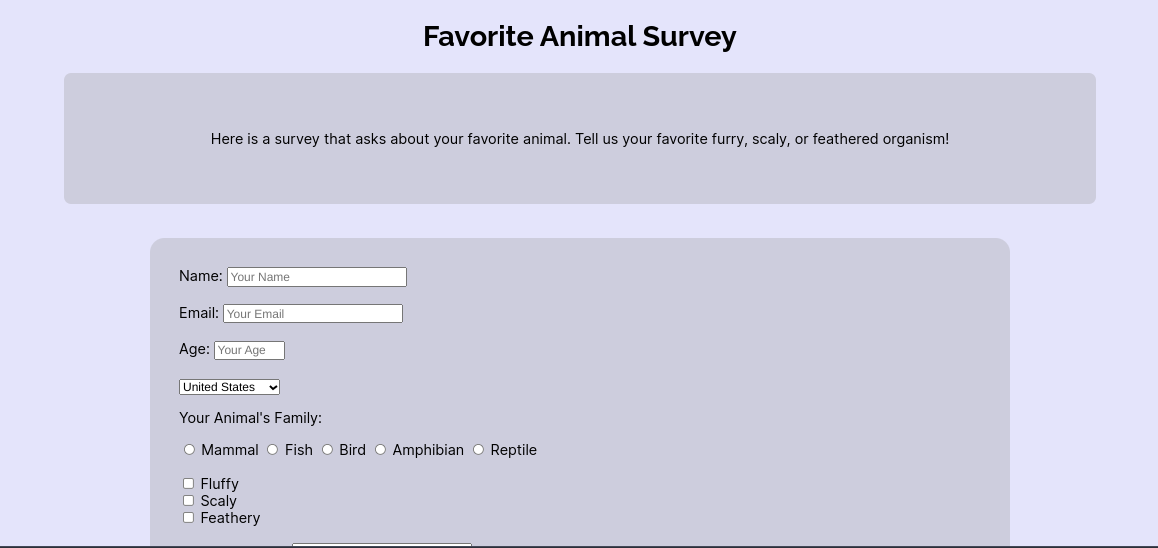 Favorite Animal Survey
Here is a survey that asks about your favorite animal. Tell us your favorite furry, scaly, or feathered organism!
Name: Your Name
Email: Your Email
Age: Your Age
United States
Your Animal's Family:
Mammal Fish Bird Amphibian Reptile
Fluffy
Scaly
Feathery